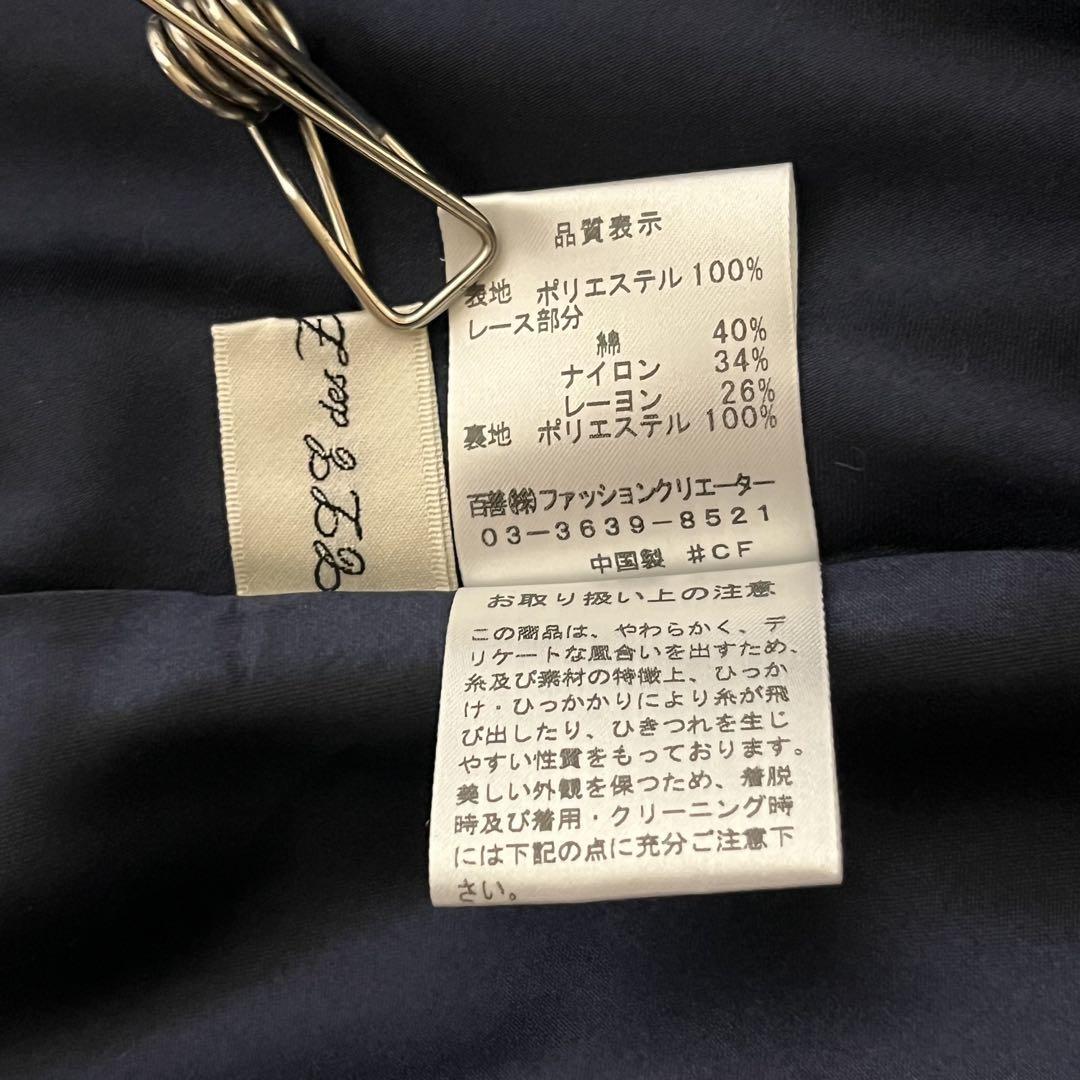 品質表示
表地 ポリエステル 100%
レース部分
綿 40%
ナイロン 34%
レーヨン 26%
裏地 ポリエステル 100%
百善(株)ファッションクリエーター
03-3639-8521
中国製 #CF
お取り扱い上の注意
この商品は、やわらかく、デ
リケートな風合いを出すため、
糸及び素材の特徴上、ひっか
け・ひっかかりにより糸が飛
び出したり、ひきつれを生じ
やすい性質をもっております。
美しい外観を保つため、着脱
時及び着用・クリーニング時
には下記の点に充分ご注意下
さい。
des